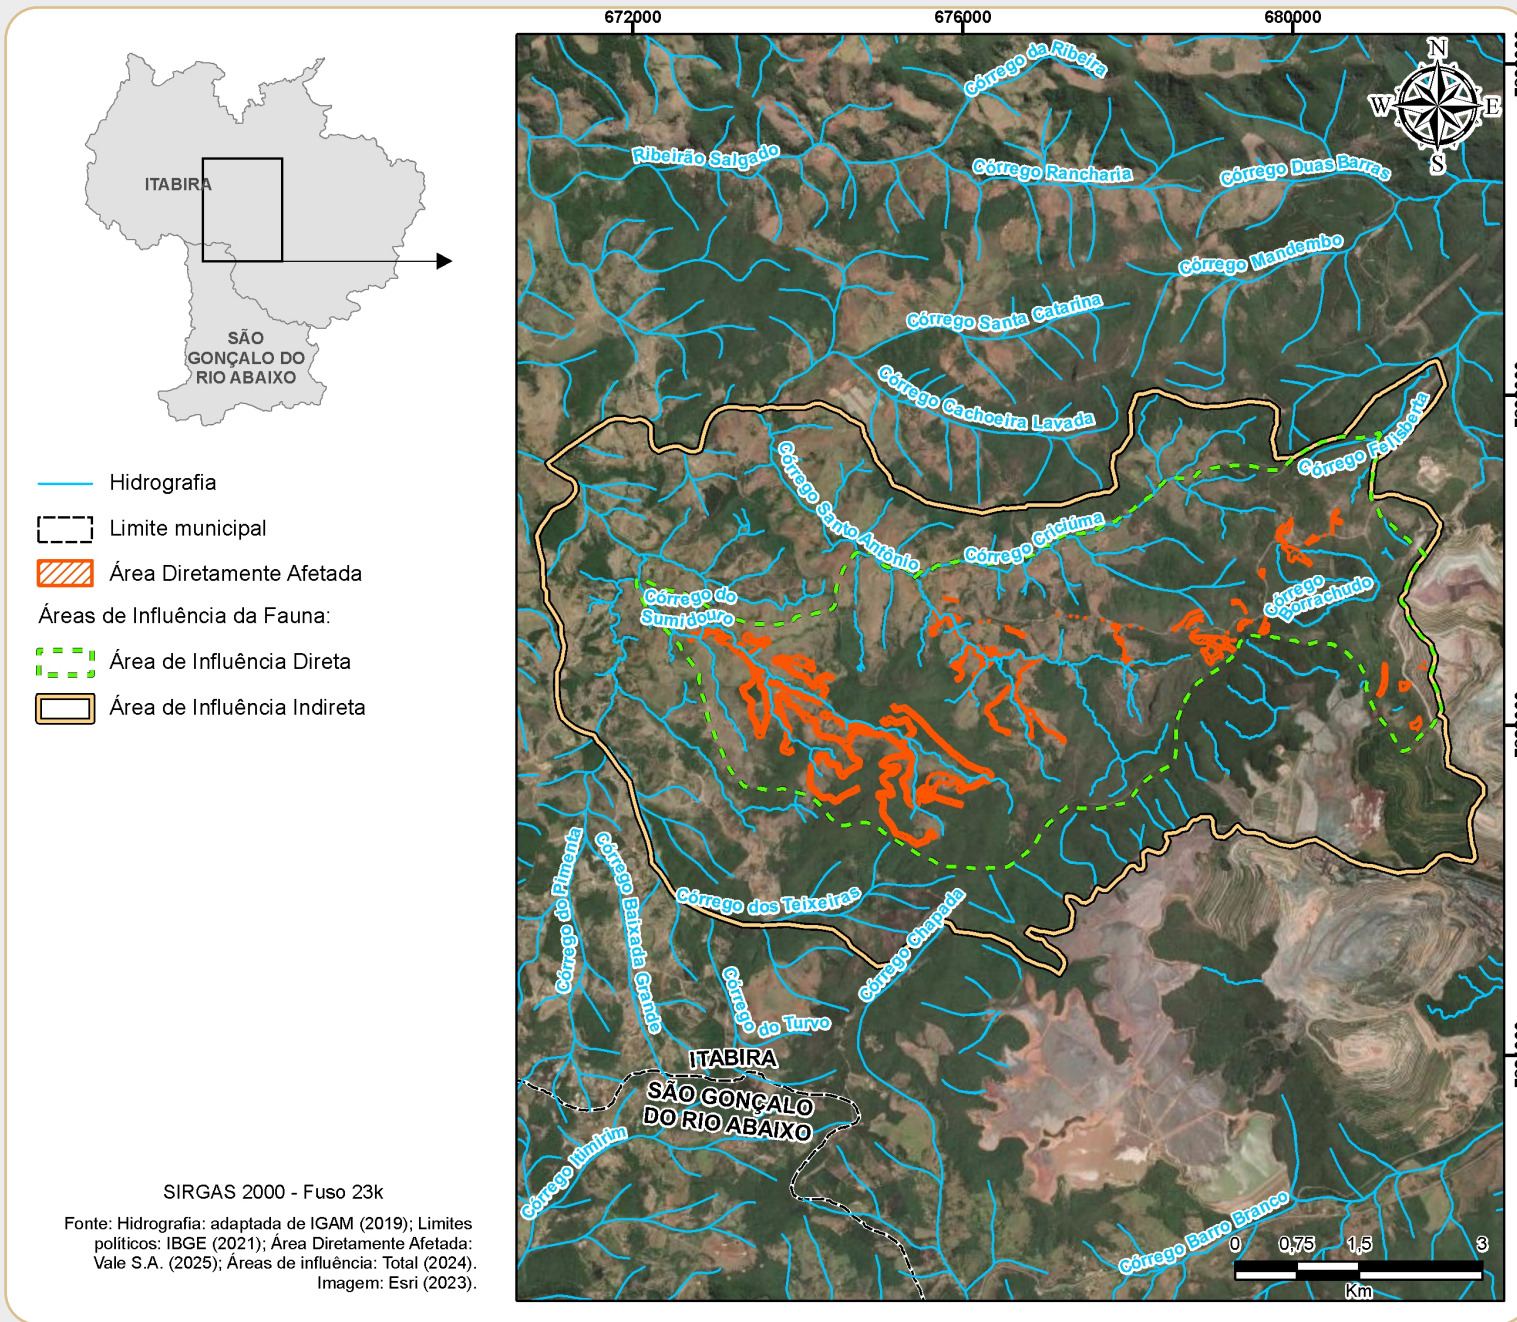 672000
676000
680000
N
W
E
S
ITABIRA
SÃO
GONÇALO DO
RIO ABAIXO
Hidrografia
Limite municipal
Área Diretamente Afetada
Áreas de Influência da Fauna:
Área de Influência Direta
Área de Influência Indireta
SIRGAS 2000 - Fuso 23k
Fonte: Hidrografia: adaptada de IGAM (2019); Limites
políticos: IBGE (2021); Área Diretamente Afetada:
Vale S.A. (2025); Áreas de influência: Total (2024).
Imagem: Esri (2023).
Córrego da Ribeira
Ribeirão Salgado
Córrego Rancharia
Córrego Duas Barras
Córrego Mandembo
Córrego Santa Catarina
Córrego Cachoeira Lavada
Córrego Felisberta
Córrego Santo Antônio
Córrego Criciúma
Córrego do
Sumidouro
Córrego
Borrachudo
Córrego do Pimenta
Córrego Baixada Grande
Córrego dos Teixeiras
Córrego Chapada
Córrego do Turvo
ITABIRA
SÃO GONÇALO
DO RIO ABAIXO
Córrego Itimirim
Córrego Barro Branco
0 0,75 1,5 3
Km